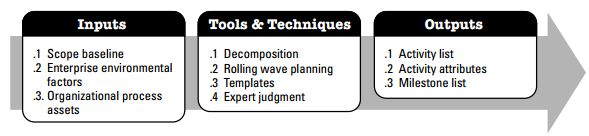 Inputs
.1 Scope baseline
.2 Enterprise environmental
factors
.3. Organizational process
assets
Tools & Techniques
.1 Decomposition
.2 Rolling wave planning
.3 Templates
.4 Expert judgment
Outputs
.1 Activity list
.2 Activity attributes
.3 Milestone list